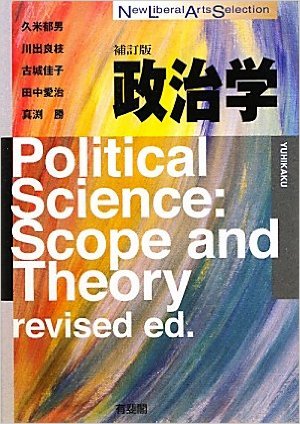 New Liberal Arts Selection
久米郁男
川出良枝
古城佳子
田中愛治
真渕 勝
補訂版
政治学
Political
Science:
Scope and
Theory
revised ed.
YUHIKAKU
有斐閣